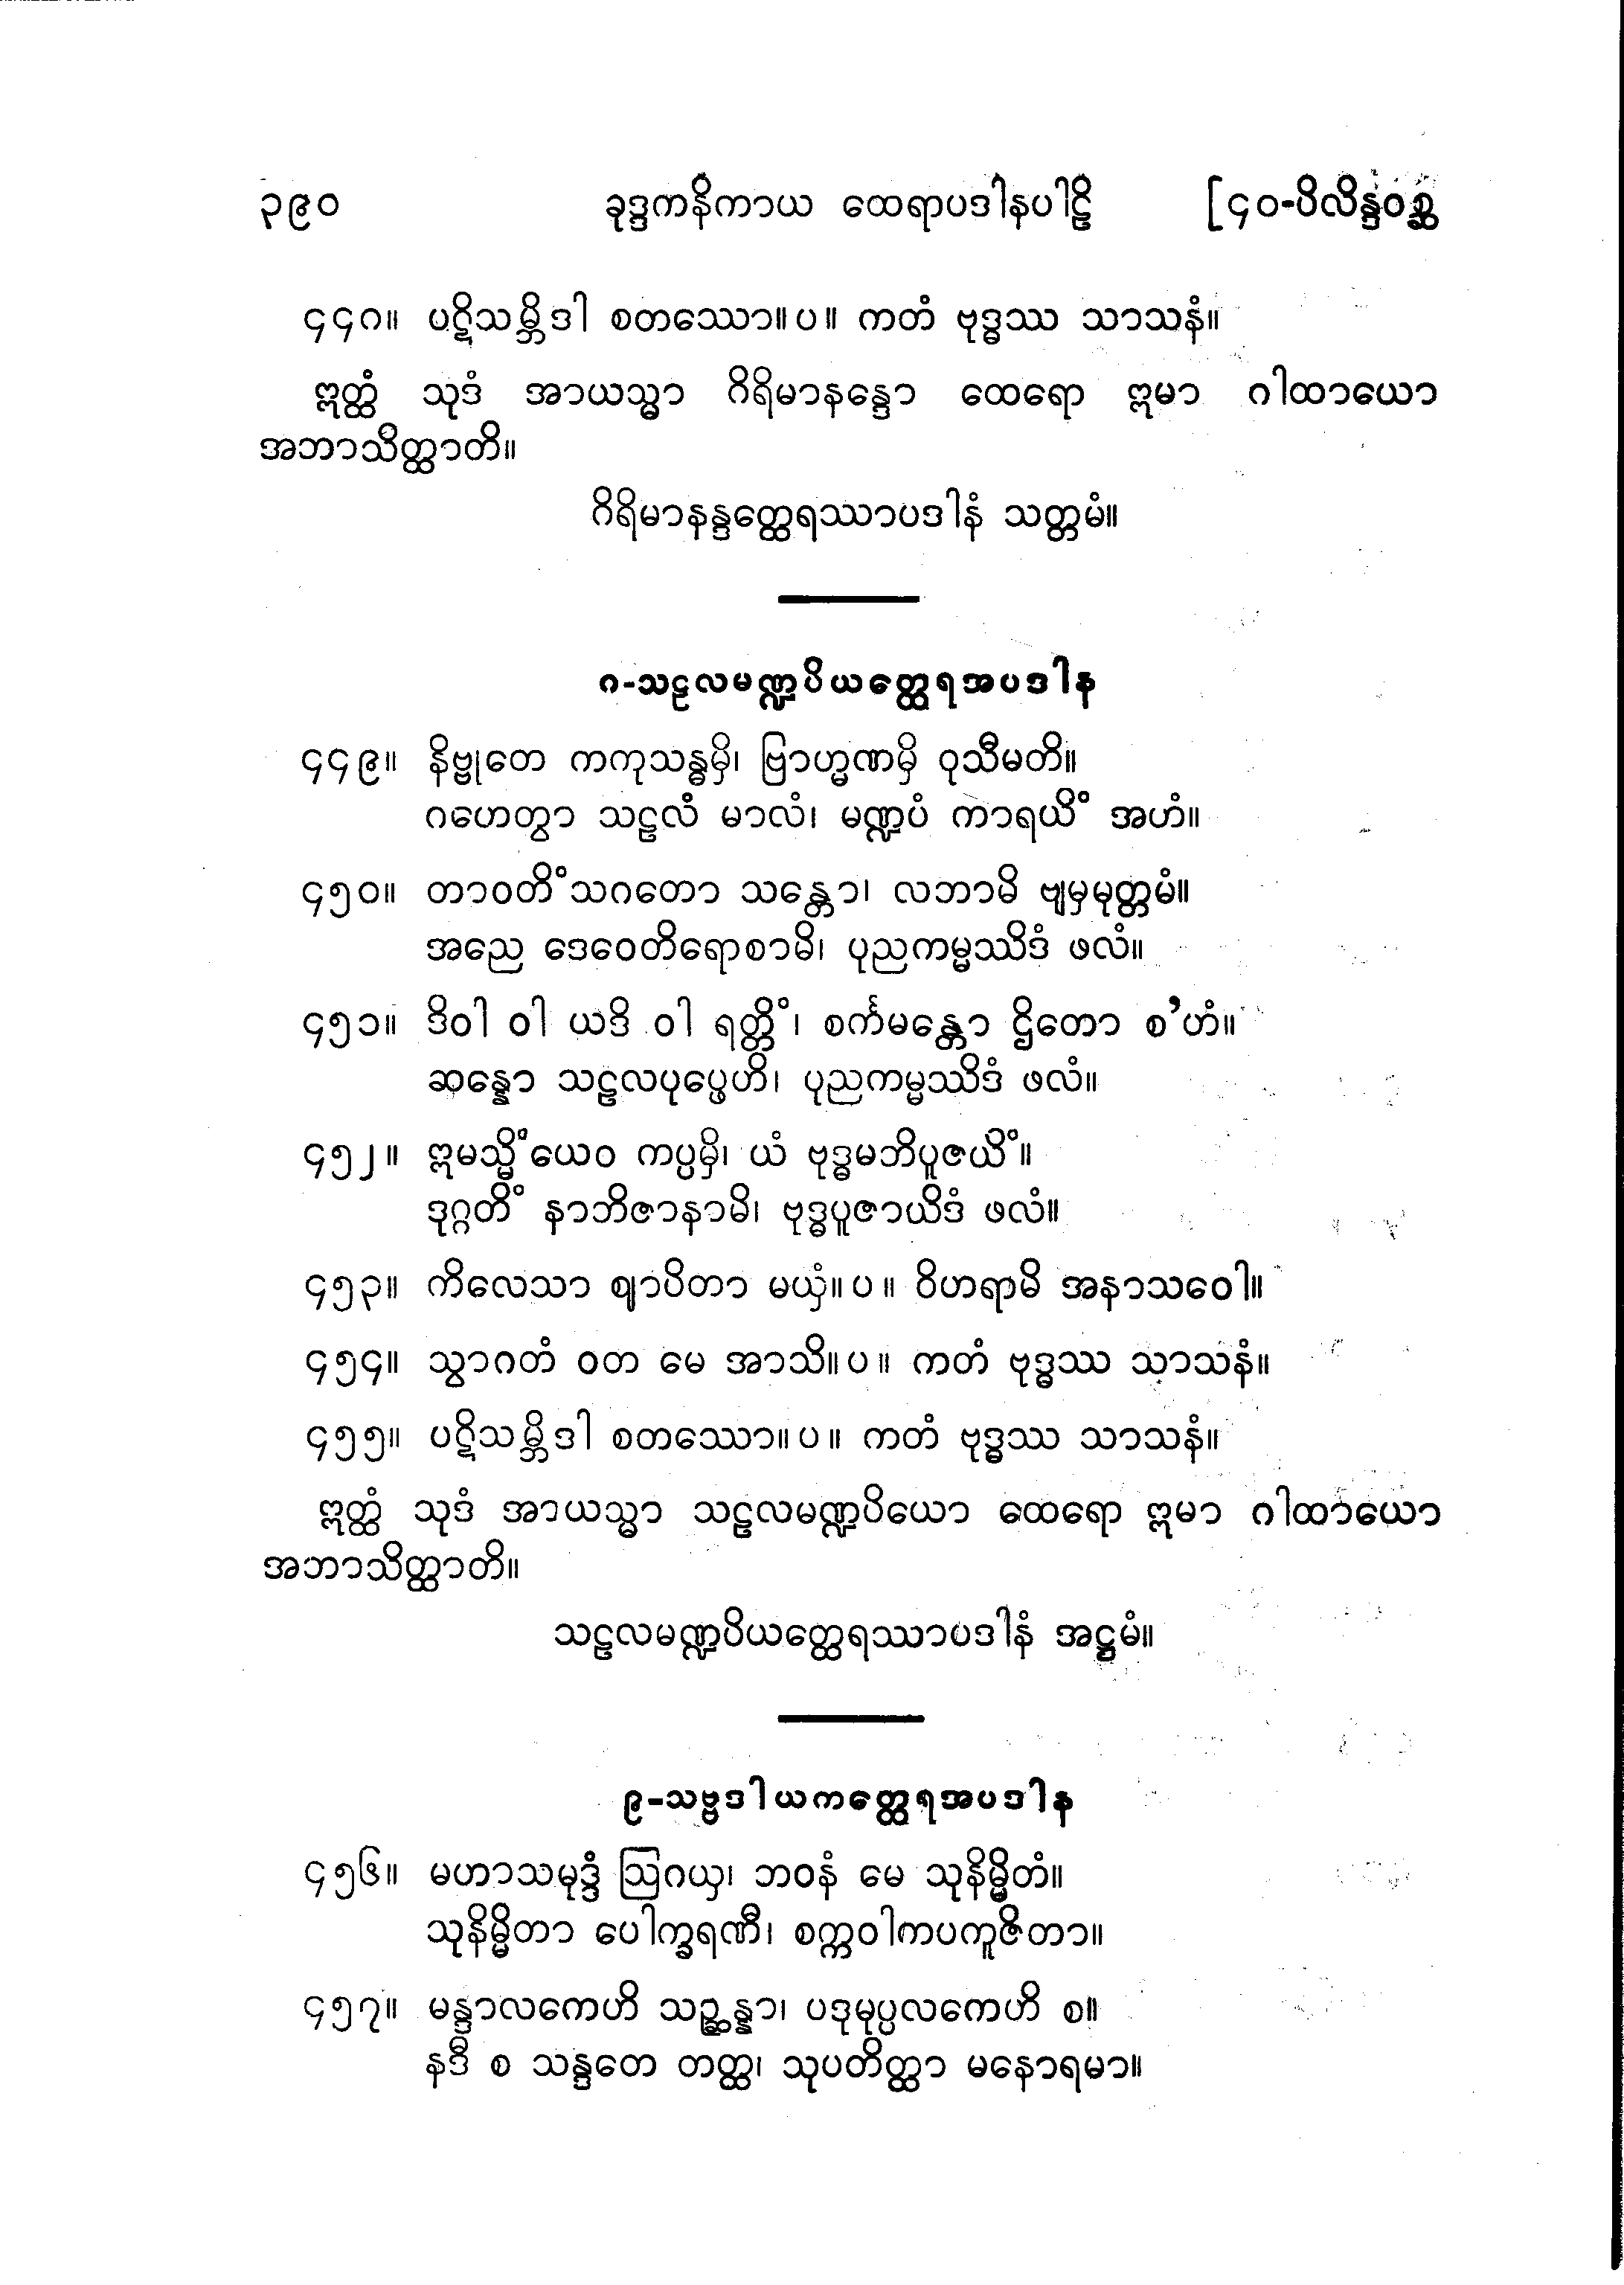 ၃၉၀ ခုဒ္ဒကနိကာယ ထေရာပဒါနပါဠိ [၄၀-ပိလိန္ဒဝစ္ဆ
၄၄၈။ ပဋိသမ္ဘိဒါ စတဿော။ပ။ ကတံ ဗုဒ္ဓဿ သာသနံ။
ဣတ္ထံ သုဒံ အာယသ္မာ ဂိရိမာနန္ဒော ထေရော ဣမာ ဂါထာယော
အဘာသိတ္ထာတိ။
ဂိရိမာနန္ဒတ္ထေရဿာပဒါနံ သတ္တမံ။
၈-သဠလမဏ္ဍပိယတ္ထေရအပဒါန
၄၄၉။ နိဗ္ဗုတေ ကကုသန္ဓမှိ၊ ဗြာဟ္မဏမှိ ဝုသီမတိ။
ဂဟေတွာ သဠလံ မာလံ၊ မဏ္ဍပံ ကာရယိံ အဟံ။
၄၅၀။ တာဝတိံသဂတော သန္တော၊ လဘာမိ ဗျမှမုတ္တမံ။
အညေ ဒေဝေတိရောစာမိ၊ ပုညကမ္မဿိဒံ ဖလံ။
၄၅၁။ ဒိဝါ ဝါ ယဒိ ဝါ ရတ္တိံ၊ စင်္ကမန္တော ဌိတော စ’ဟံ။
ဆန္နော သဠလပုပ္ဖေဟိ၊ ပုညကမ္မဿိဒံ ဖလံ။
၄၅၂။ ဣမသ္မိံယေဝ ကပ္ပမှိ၊ ယံ ဗုဒ္ဓမဘိပူဇယိံ။
ဒုဂ္ဂတိံ နာဘိဇာနာမိ၊ ဗုဒ္ဓပူဇာယိဒံ ဖလံ။
၄၅၃။ ကိလေသာ ဈာပိတာ မယှံ။ပ။ ဝိဟရာမိ အနာသဝေါ။
၄၅၄။ သွာဂတံ ဝတ မေ အာသိ။ပ။ ကတံ ဗုဒ္ဓဿ သာသနံ။
၄၅၅။ ပဋိသမ္ဘိဒါ စတဿော။ပ။ ကတံ ဗုဒ္ဓဿ သာသနံ။
ဣတ္ထံ သုဒံ အာယသ္မာ သဠလမဏ္ဍပိယော ထေရော ဣမာ ဂါထာယော
အဘာသိတ္ထာတိ။
သဠလမဏ္ဍပိယတ္ထေရဿာပဒါနံ အဋ္ဌမံ။
၉-သဗ္ဗဒါယကတ္ထေရအပဒါန
၄၅၆။ မဟာသမုဒ္ဒံ ဩဂယှ၊ ဘဝနံ မေ သုနိမ္မိတံ။
သုနိမ္မိတာ ပေါက္ခရဏီ၊ စက္ကဝါကပကူဇိတာ။
၄၅၇။ မန္ဒာလကေဟိ သဉ္ဆန္နာ၊ ပဒုမုပ္ပလကေဟိ စ။
နဒီ စ သန္ဒတေ တတ္ထ၊ သုပတိတ္ထာ မနောရမာ။